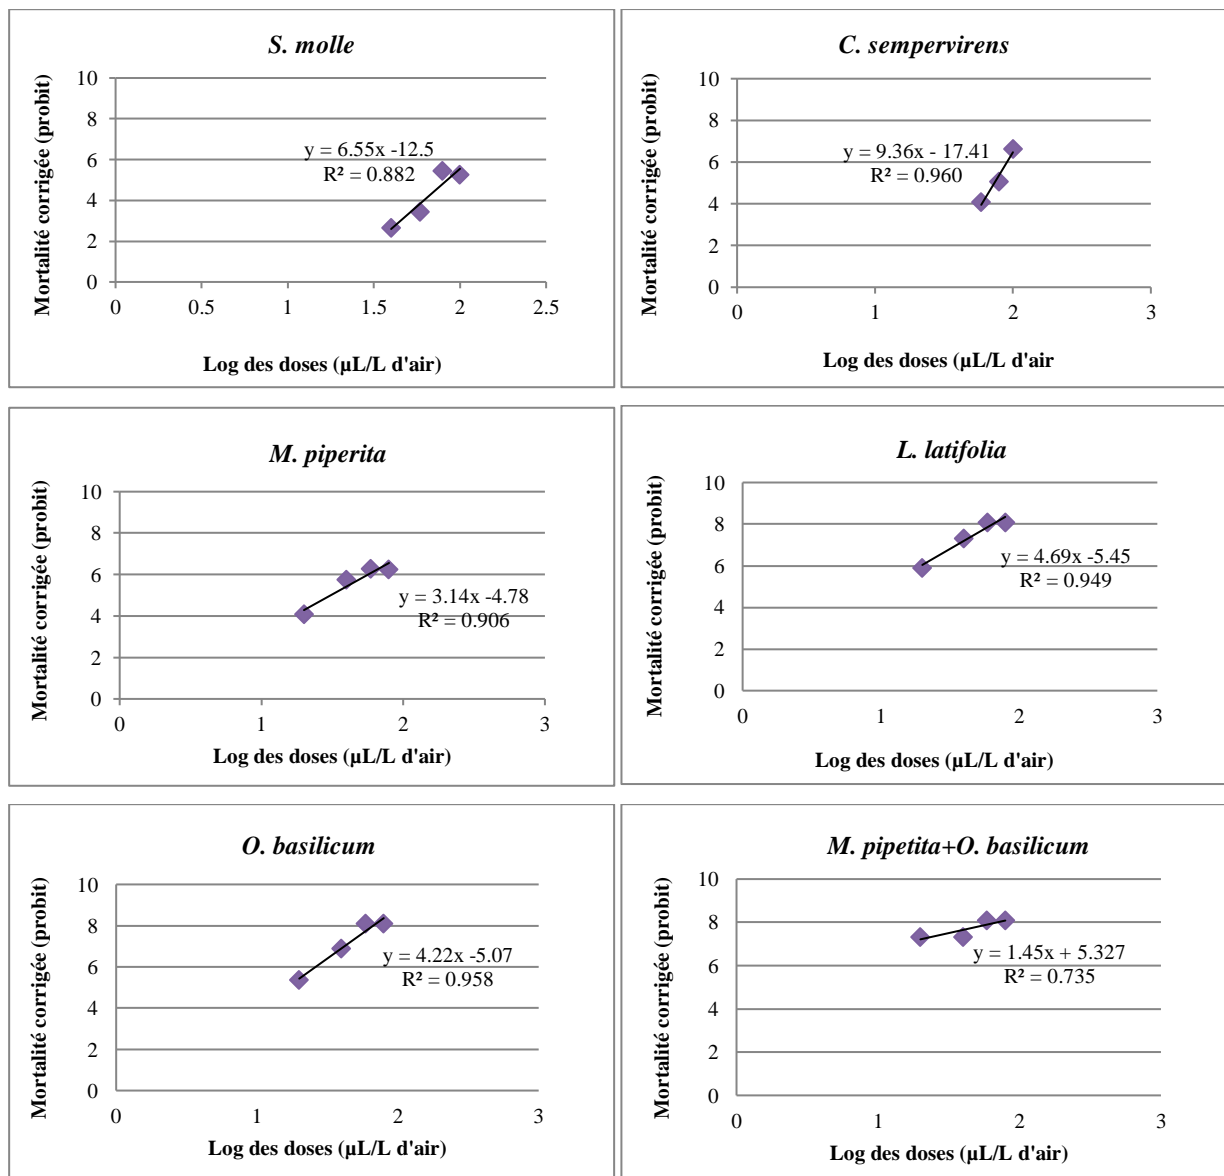 S. molle
Mortalité corrigée (probit)
10
8
6
4
2
0
y = 6.55x -12.5
R² = 0.882
0 0.5 1 1.5 2 2.5
Log des doses (µL/L d'air)
C. sempervirens
Mortalité corrigée (probit)
10
8
6
4
2
0
y = 9.36x - 17.41
R² = 0.960
0 1 2 3
Log des doses (µL/L d'air
M. piperita
Mortalité corrigée (probit)
10
8
6
4
2
0
y = 3.14x -4.78
R² = 0.906
0 1 2 3
Log des doses (µL/L d'air)
L. latifolia
Mortalité corrigée (probit)
10
8
6
4
2
0
y = 4.69x -5.45
R² = 0.949
0 1 2 3
Log des doses (µL/L d'air)
O. basilicum
Mortalité corrigée (probit)
10
8
6
4
2
0
y = 4.22x -5.07
R² = 0.958
0 1 2 3
Log des doses (µL/L d'air)
M. pipetita+O. basilicum
Mortalité corrigée (probit)
10
8
6
4
2
0
y = 1.45x + 5.327
R² = 0.735
0 1 2 3
Log des doses (µL/L d'air)